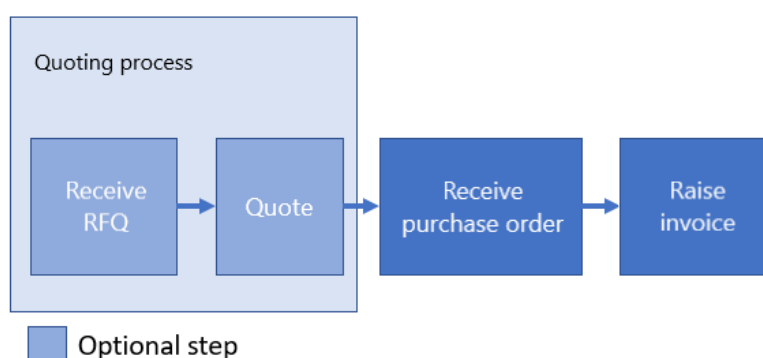 Quoting process
Receive
RFQ
Quote
Receive
purchase order
Raise
invoice
Optional step